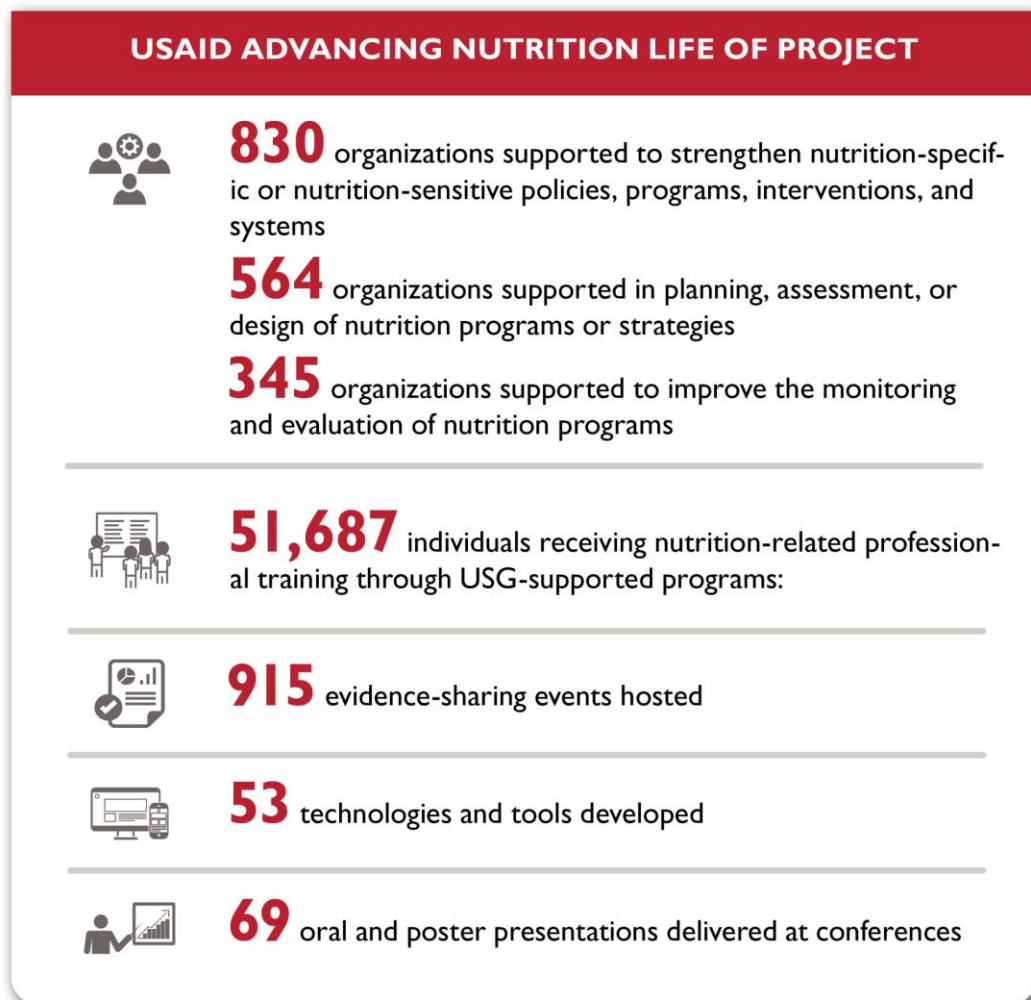 USAID ADVANCING NUTRITION LIFE OF PROJECT
830 organizations supported to strengthen nutrition-specif-
ic or nutrition-sensitive policies, programs, interventions, and
systems
564 organizations supported in planning, assessment, or
design of nutrition programs or strategies
345 organizations supported to improve the monitoring
and evaluation of nutrition programs
51,687 individuals receiving nutrition-related profession-
al training through USG-supported programs:
915 evidence-sharing events hosted
53 technologies and tools developed
69 oral and poster presentations delivered at conferences